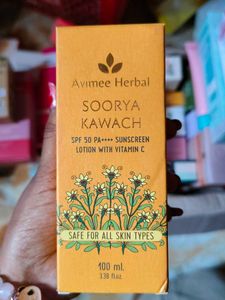 Avimee Herbal
SOORYA
KAWACH
SPF 50 PA++++ SUNSCREEN
LOTION WITH VITAMIN C
SAFE FOR ALL SKIN TYPES
100 ml.
3.38 fl.oz.